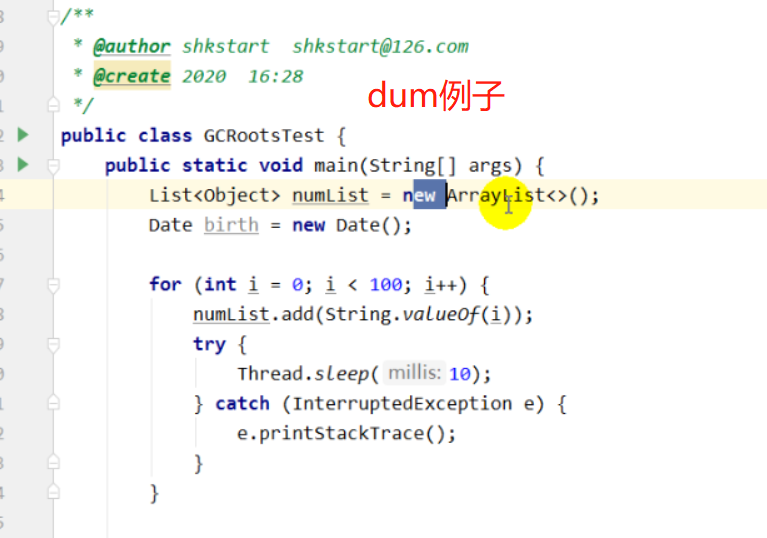 /**
* @author shkstart shkstart@126.com
* @create 2020 16:28
dum例子
*/
public class GCRootsTest {
public static void main(String[] args) {
List<Object> numList = new ArrayList<>();
Date birth = new Date();
for (int i = 0; i < 100; i++) {
numList.add(String.valueOf(i));
try {
Thread.sleep( millis: 10);
} catch (InterruptedException e) {
e.printStackTrace();
}
}